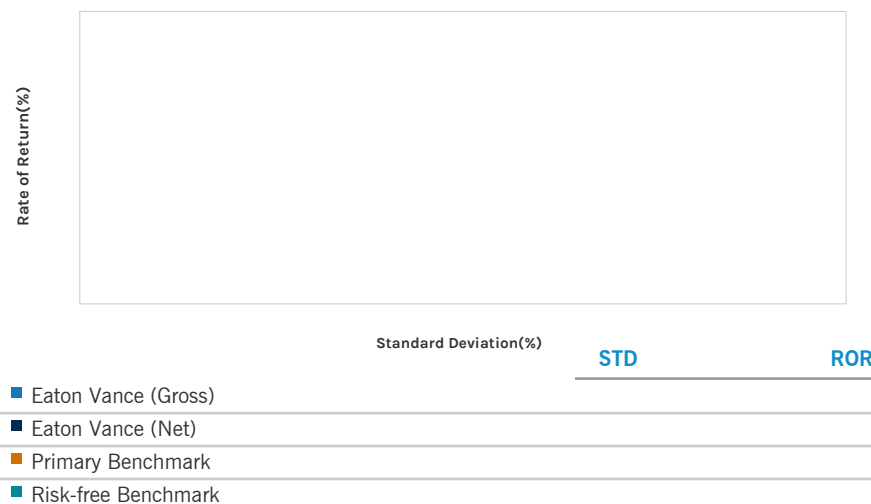 Rate of Return(%)
Standard Deviation(%)
STD ROR
Eaton Vance (Gross)
Eaton Vance (Net)
Primary Benchmark
Risk-free Benchmark